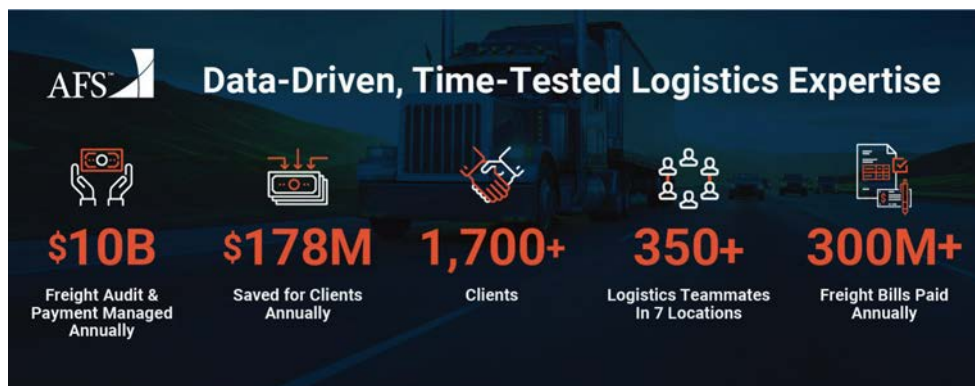 AFS™
Data-Driven, Time-Tested Logistics Expertise
$10B
Freight Audit &
Payment Managed
Annually
$178M
Saved for Clients
Annually
1,700+
Clients
350+
Logistics Teammates
In 7 Locations
300M+
Freight Bills Paid
Annually